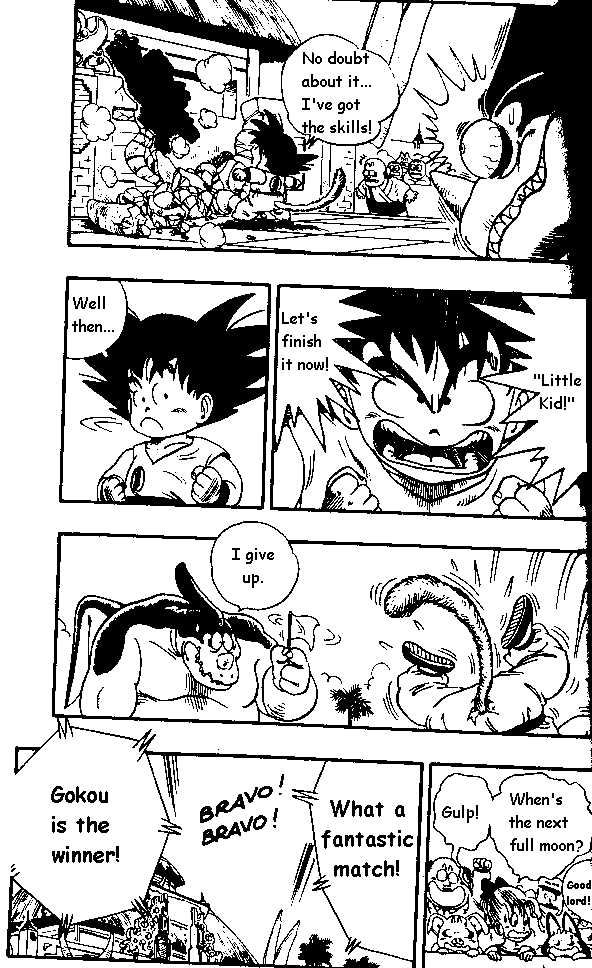 No doubt
about it...
I've got
the skills!
Well
then...
Let's
finish
it now!
"Little
Kid!"
I give
up.
Gokou
is the
winner!
BRAVO!
BRAVO!
What a
fantastic
match!
Gulp!
When's
the next
full moon?
Good
lord!